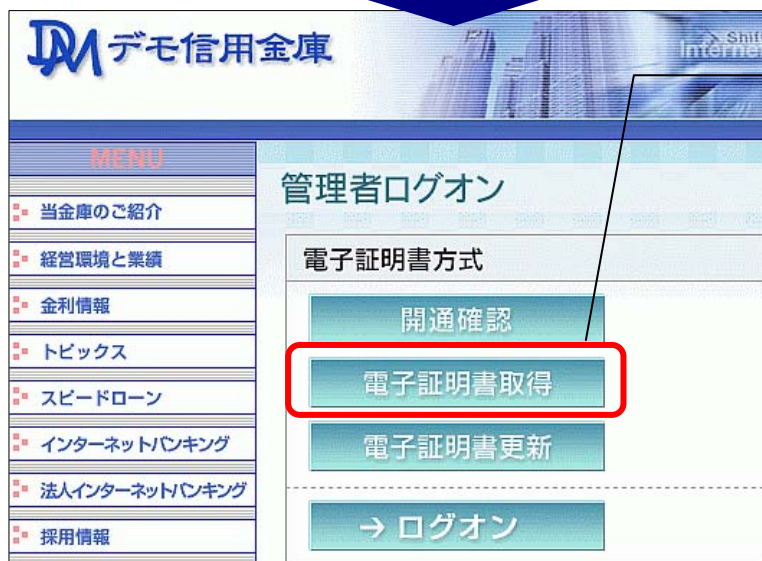 DM デモ信用金庫
Shift
Internet
MENU
当金庫のご紹介
経営環境と業績
金利情報
トピックス
スピードローン
インターネットバンキング
法人インターネットバンキング
採用情報
管理者ログオン
電子証明書方式
開通確認
電子証明書取得
電子証明書更新
→ ログオン